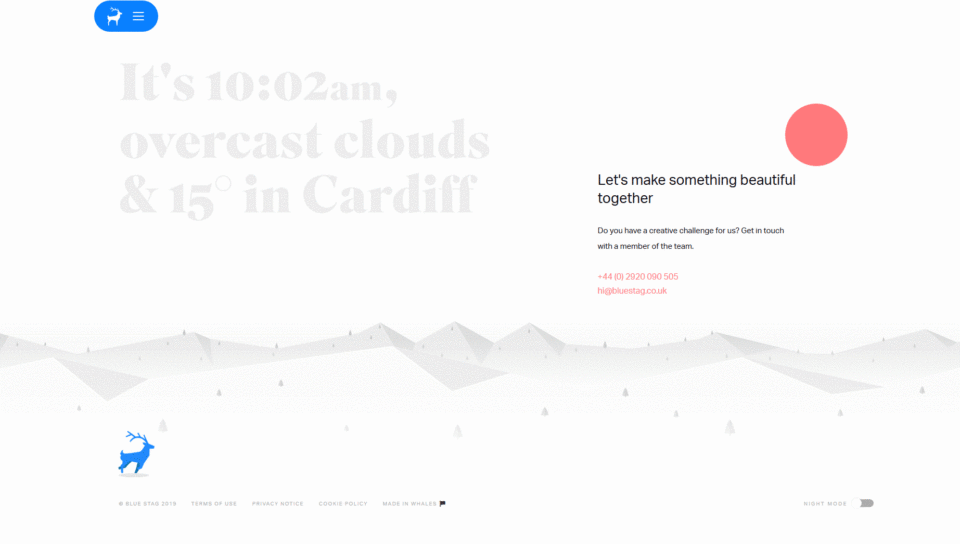 It's 10:02am,
overcast clouds
& 15° in Cardiff
Let's make something beautiful
together
Do you have a creative challenge for us? Get in touch
with a member of the team.
+44 (0) 2920 090 505
hi@bluestag.co.uk
© BLUE STAG 2019 TERMS OF USE PRIVACY NOTICE COOKIE POLICY MADE IN WHALES NIGHT MODE